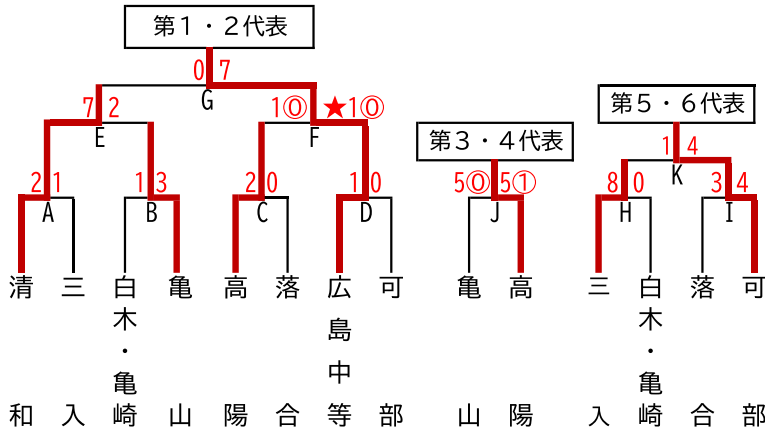 第１・２代表
0 7
G
7 2
1⓪ ★1⓪
E
F
2 1
1 3
2 0
1 0
A
B
C
D
清和
三入
白木・亀崎
亀山
高陽
落合
広島中等
可部
第３・４代表
5⓪ 5①
J
亀山
高陽
第５・６代表
1 4
K
8 0
3 4
H
I
三入
白木・亀崎
落合
可部